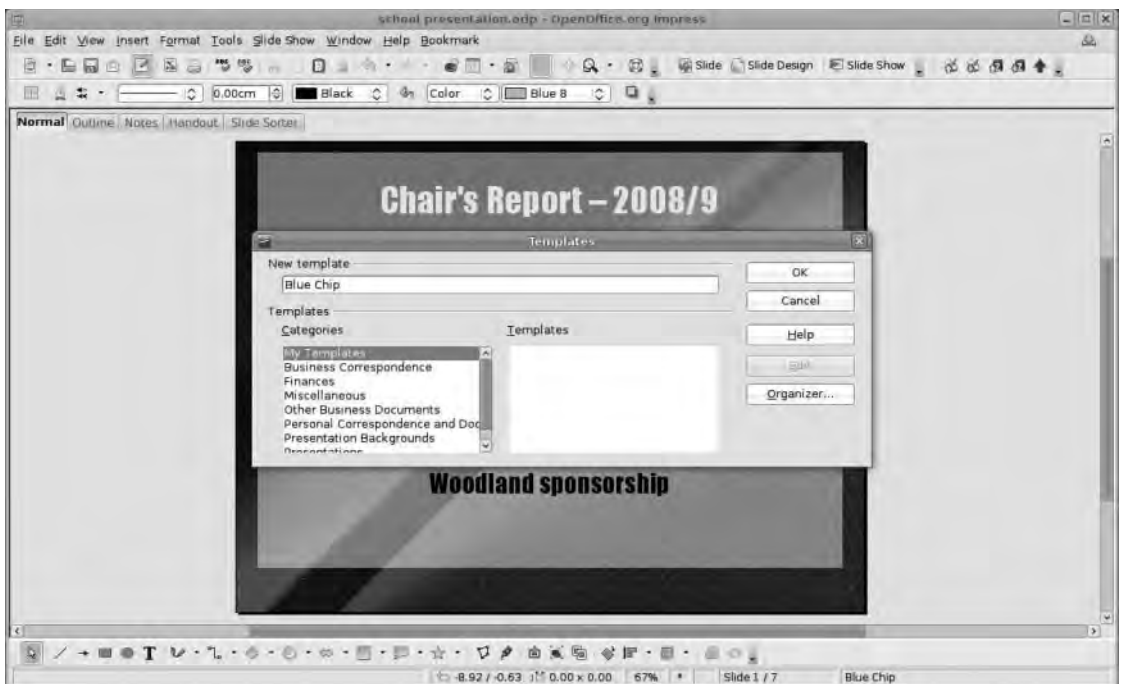 school presentation.odp - OpenOffice.org Impress
File Edit View Insert Format Tools Slide Show Window Help Bookmark
Slide Slide Design Slide Show
0.00cm Black Color Blue 8
Normal Outline Notes Handout Slide Sorter
Chair's Report – 2008/9
Templates
New template
Blue Chip
OK
Cancel
Templates
Categories Templates
Help
My Templates
Business Correspondence
Edit
Finances
Miscellaneous
Organizer...
Other Business Documents
Personal Correspondence and Doc
Presentation Backgrounds
Presentations
Woodland sponsorship
T
-8.92 / -0.63 0.00 x 0.00 67% * Slide 1 / 7 Blue Chip